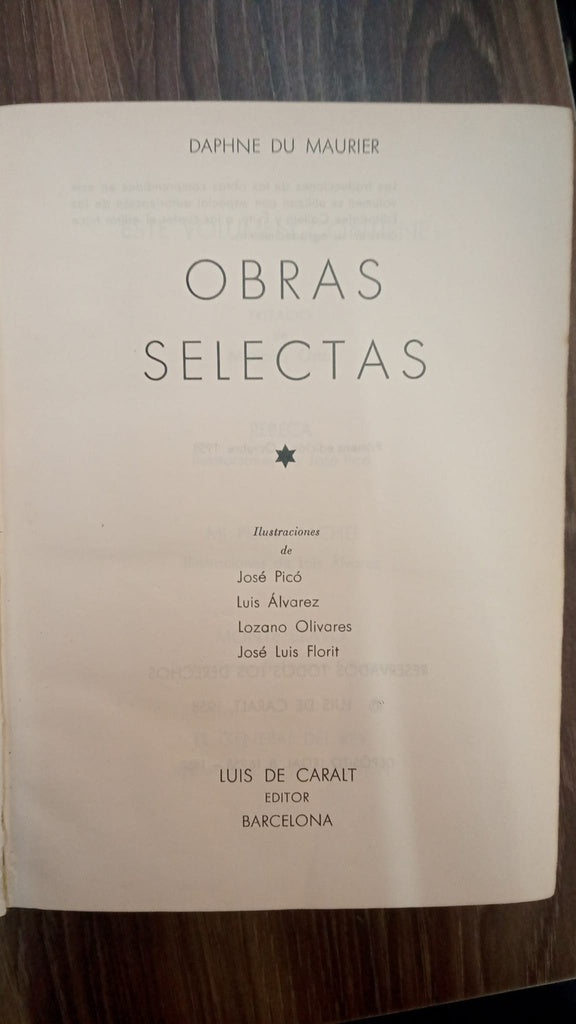 DAPHNE DU MAURIER
OBRAS
SELECTAS
Ilustraciones
de
José Picó
Luis Álvarez
Lozano Olivares
José Luis Florit
LUIS DE CARALT
EDITOR
BARCELONA